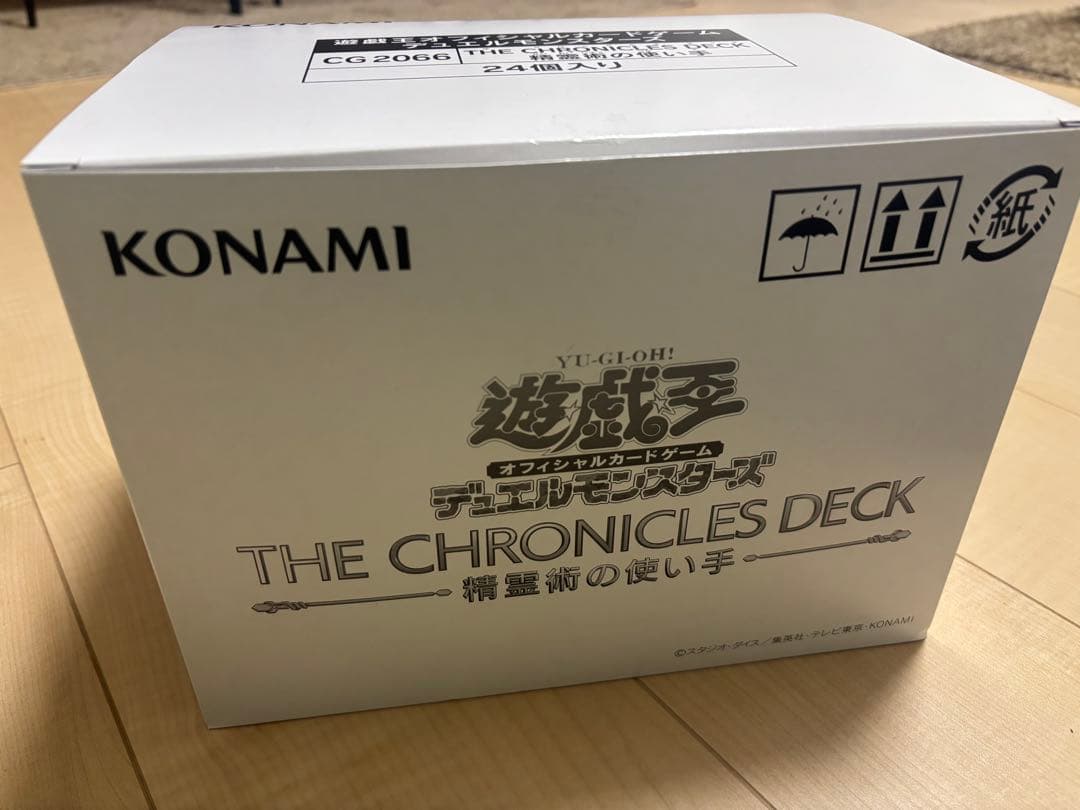 遊戯王オフィシャルカードゲーム
デュエルモンスターズ
CG2066
THE CHRONICLES DECK
精霊術の使い手
24個入り
KONAMI
紙
YU-GI-OH!
遊戯王
オフィシャルカードゲーム
デュエルモンスターズ
THE CHRONICLES DECK
精霊術の使い手
©スタジオ・ダイス／集英社・テレビ東京・KONAMI